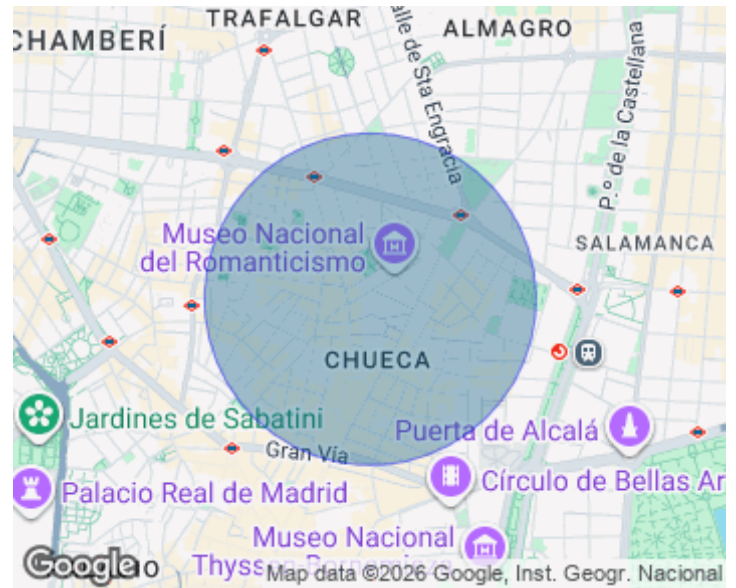 TRAFALGAR
CHAMBERÍ
ALMAGRO
alle de Sta Engracia
P.º de la Castellana
Museo Nacional
del Romanticismo
SALAMANCA
CHUECA
Jardines de Sabatini
Puerta de Alcalá
Gran Vía
Círculo de Bellas Ar
Palacio Real de Madrid
Museo Nacional
Google
Map data ©2026 Google, Inst. Geogr. Nacional